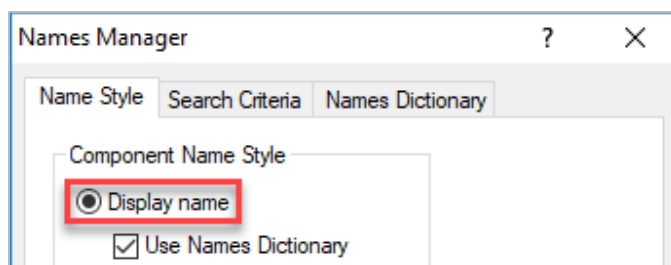 Names Manager ? ×
Name Style Search Criteria Names Dictionary
Component Name Style
Display name
Use Names Dictionary